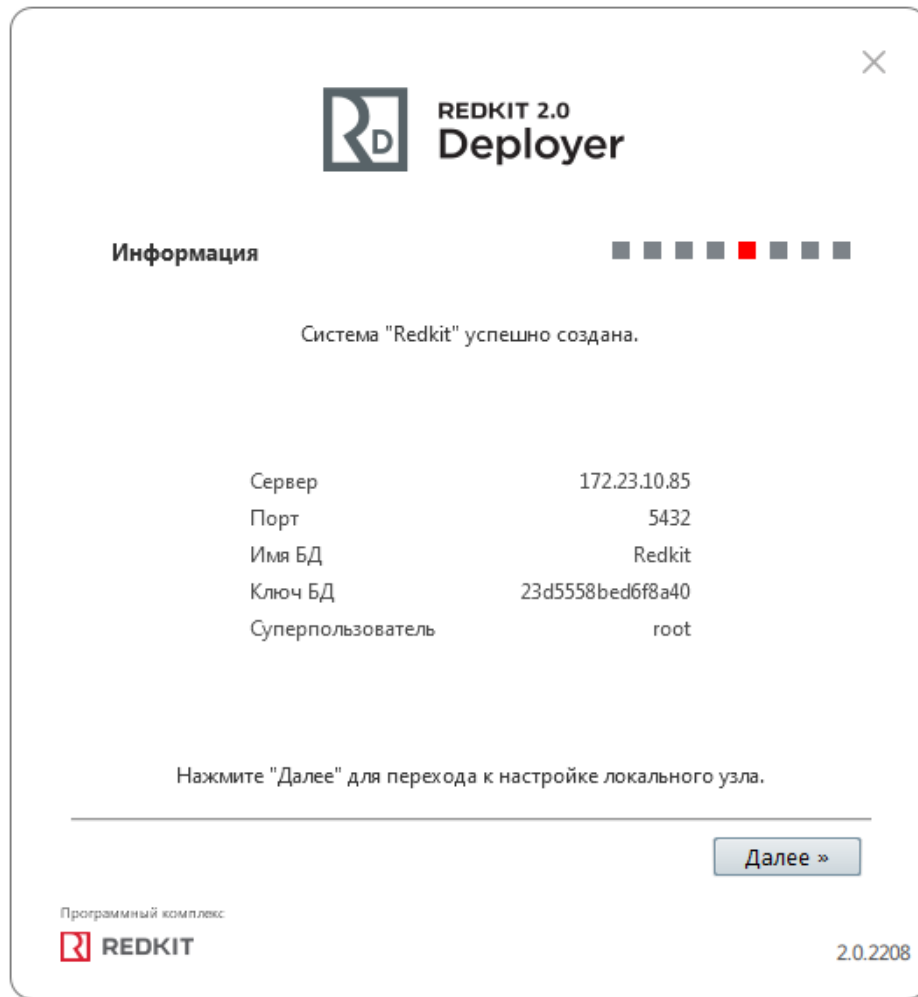 RD
REDKIT 2.0
Deployer
Информация
Система "Redkit" успешно создана.
Сервер 172.23.10.85
Порт 5432
Имя БД Redkit
Ключ БД 23d5558bed6f8a40
Суперпользователь root
Нажмите "Далее" для перехода к настройке локального узла.
Далее »
Программный комплекс
REDKIT
2.0.2208